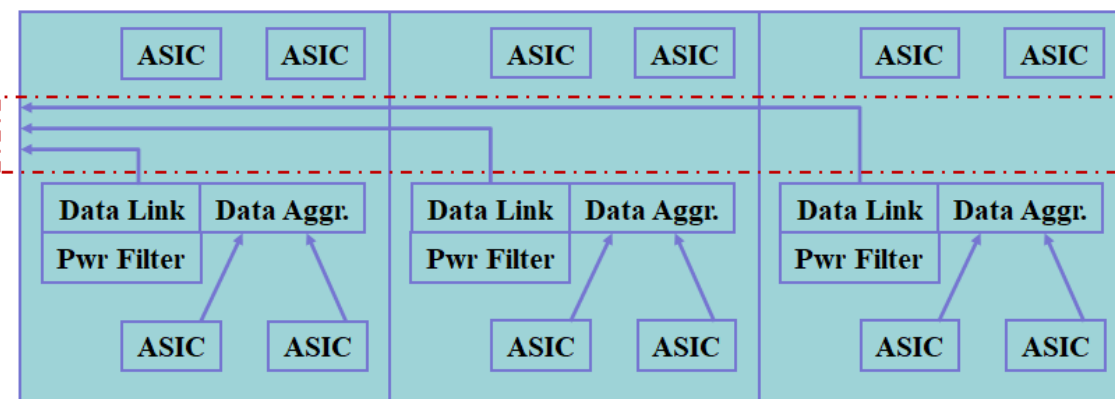 ASIC ASIC ASIC ASIC ASIC ASIC
Data Link Data Aggr. Data Link Data Aggr. Data Link Data Aggr.
Pwr Filter Pwr Filter Pwr Filter
ASIC ASIC ASIC ASIC ASIC ASIC